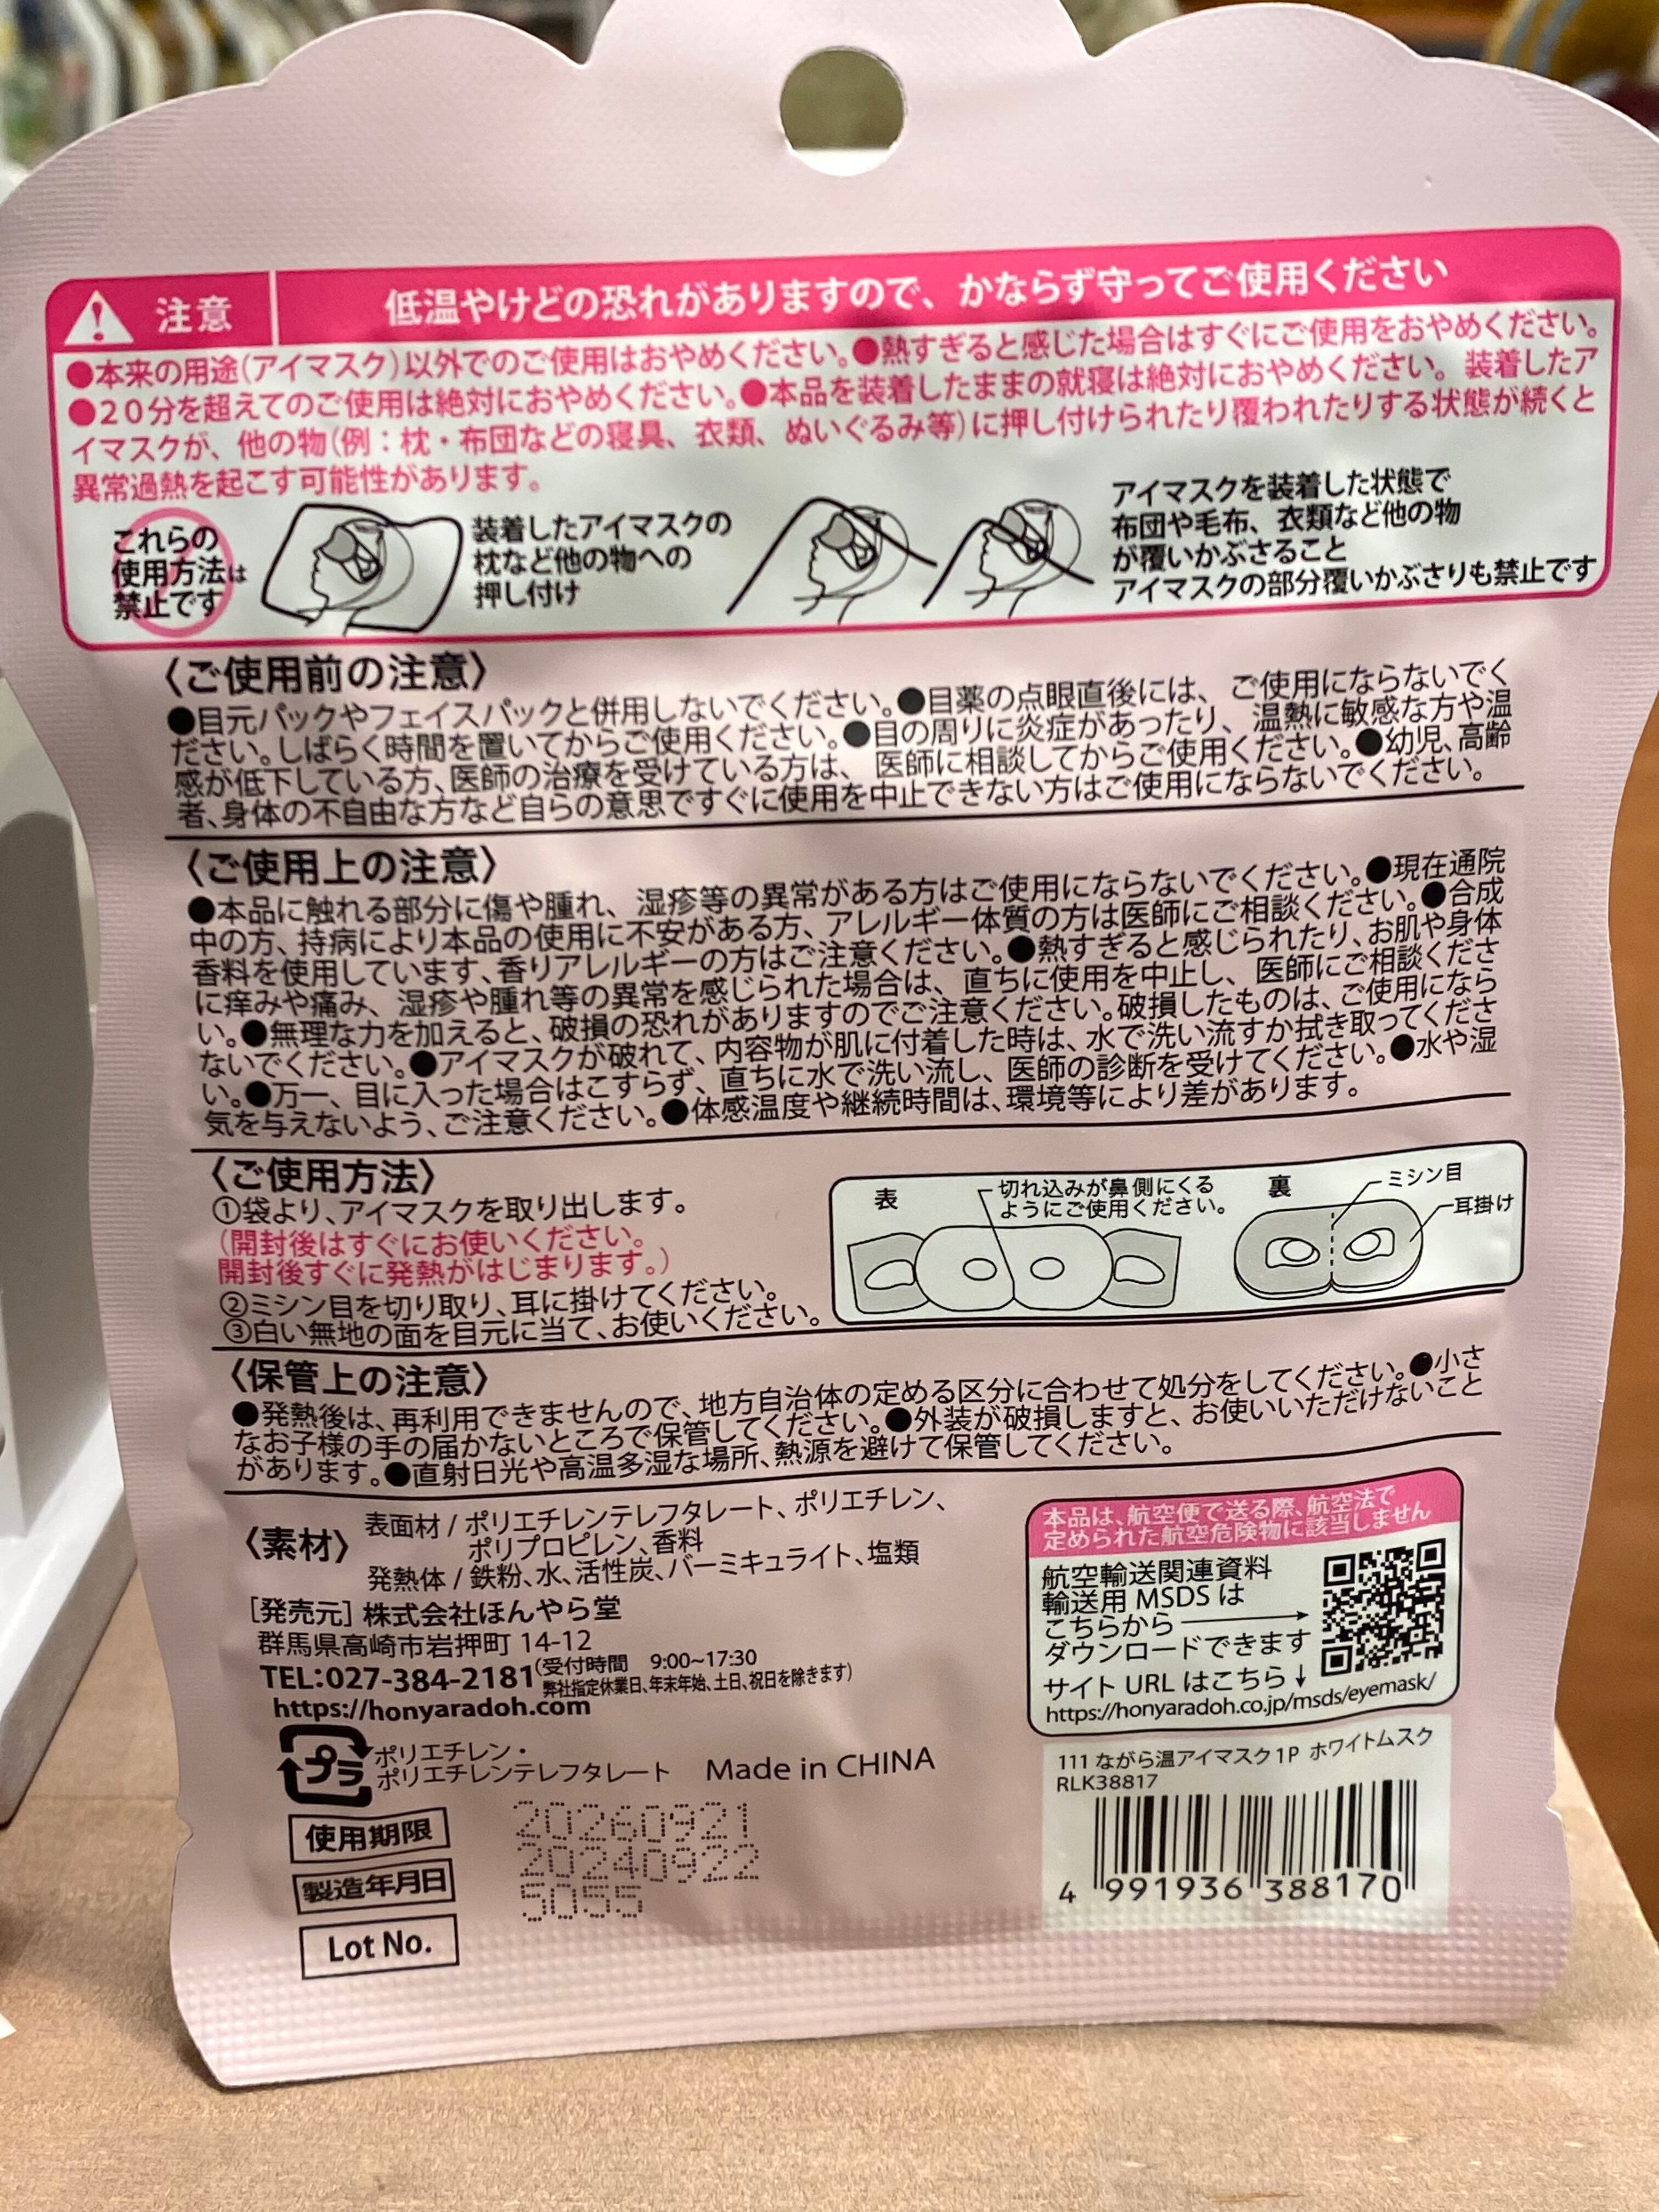 注意
低温やけどの恐れがありますので、かならず守ってご使用ください
●本来の用途(アイマスク)以外でのご使用はおやめください。●熱すぎると感じた場合はすぐにご使用をおやめください。
●20分を超えてのご使用は絶対におやめください。●本品を装着したままの就寝は絶対におやめください。装着したア
イマスクが、他の物(例：枕・布団などの寝具、衣類、ぬいぐるみ等)に押し付けられたり覆われたりする状態が続くと
異常過熱を起こす可能性があります。
これらの
使用方法は
禁止です
装着したアイマスクの
枕など他の物への
押し付け
アイマスクを装着した状態で
布団や毛布、衣類など他の物
が覆いかぶさること
アイマスクの部分覆いかぶさりも禁止です
〈ご使用前の注意〉
●目元パックやフェイスパックと併用しないでください。●目薬の点眼直後には、ご使用にならないでく
ださい。しばらく時間を置いてからご使用ください。●目の周りに炎症があったり、温熱に敏感な方や温
感が低下している方、医師の治療を受けている方は、医師に相談してからご使用ください。●幼児、高齢
者、身体の不自由な方など自らの意思ですぐに使用を中止できない方はご使用にならないでください。
〈ご使用上の注意〉
●本品に触れる部分に傷や腫れ、湿疹等の異常がある方はご使用にならないでください。●現在通院
中の方、持病により本品の使用に不安がある方、アレルギー体質の方は医師にご相談ください。●合成
香料を使用しています、香りアレルギーの方はご注意ください。●熱すぎると感じられたり、お肌や身体
に痒みや痛み、湿疹や腫れ等の異常を感じられた場合は、直ちに使用を中止し、医師にご相談くださ
い。●無理な力を加えると、破損の恐れがありますのでご注意ください。破損したものは、ご使用になら
ないでください。●アイマスクが破れて、内容物が肌に付着した時は、水で洗い流すか拭き取ってくださ
い。●万一、目に入った場合はこすらず、直ちに水で洗い流し、医師の診断を受けてください。●水や湿
気を与えないよう、ご注意ください。●体感温度や継続時間は、環境等により差があります。
〈ご使用方法〉
①袋より、アイマスクを取り出します。
(開封後はすぐにお使いください。
開封後すぐに発熱がはじまります。)
②ミシン目を切り取り、耳に掛けてください。
③白い無地の面を目元に当て、お使いください。
表
切れ込みが鼻側にくる
ようにご使用ください。
裏
ミシン目
耳掛け
〈保管上の注意〉
●発熱後は、再利用できませんので、地方自治体の定める区分に合わせて処分をしてください。●小さ
なお子様の手の届かないところで保管してください。●外装が破損しますと、お使いいただけないこと
があります。●直射日光や高温多湿な場所、熱源を避けて保管してください。
〈素材〉
表面材 / ポリエチレンテレフタレート、ポリエチレン、
ポリプロピレン、香料
発熱体 / 鉄粉、水、活性炭、バーミキュライト、塩類
[発売元] 株式会社ほんやら堂
群馬県高崎市岩押町 14-12
TEL:027-384-2181(受付時間 9:00~17:30
弊社指定休業日、年末年始、土日、祝日を除きます)
https://honyaradoh.com
プラ
ポリエチレン・
ポリエチレンテレフタレート
Made in CHINA
使用期限
20260921
製造年月日
20240922
Lot No.
5055
本品は、航空便で送る際、航空法で
定められた航空危険物に該当しません
航空輸送関連資料
輸送用 MSDS は
こちらから
ダウンロードできます
サイト URL はこちら↓
https://honyaradoh.co.jp/msds/eyemask/
111 ながら温アイマスク1P ホワイトムスク
RLK38817
4 991936 388170